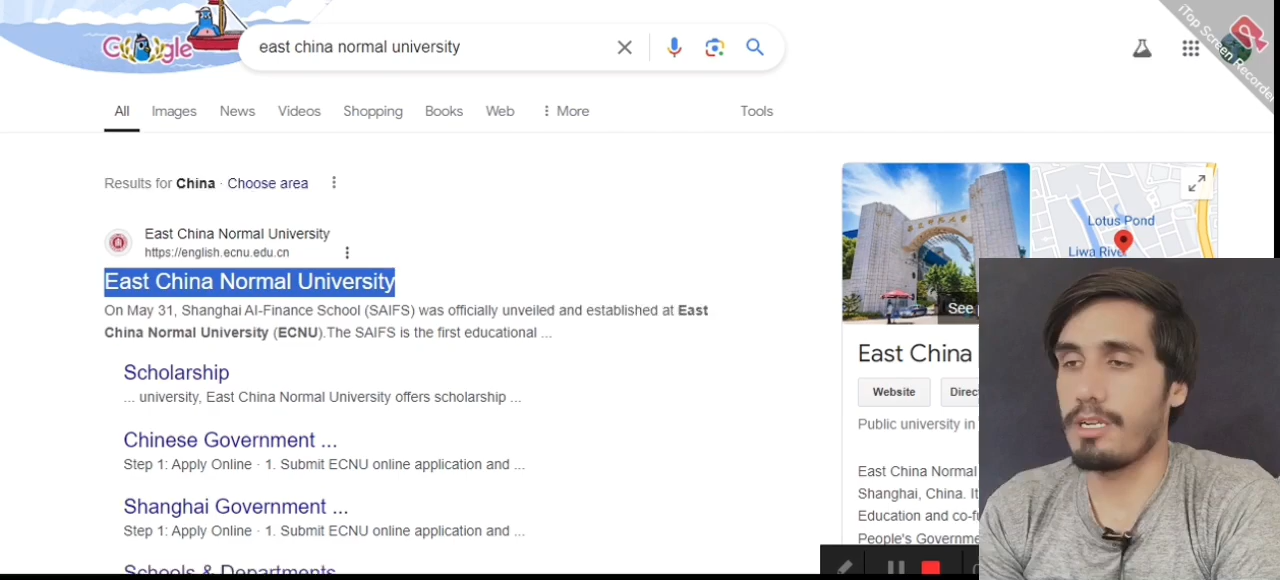 iTop Screen Recorder
Google
east china normal university
All Images News Videos Shopping Books Web More Tools
Results for China · Choose area
East China Normal University
https://english.ecnu.edu.cn
East China Normal University
On May 31, Shanghai AI-Finance School (SAIFS) was officially unveiled and established at East
China Normal University (ECNU).The SAIFS is the first educational ...
Scholarship
... university, East China Normal University offers scholarship ...
Chinese Government ...
Step 1: Apply Online · 1. Submit ECNU online application and ...
Shanghai Government ...
Step 1: Apply Online · 1. Submit ECNU online application and ...
Schools & Departments
Lotus Pond
Liwa River
See
East China
Website
Public university in
East China Normal
Shanghai, China. It
Education and co-fu
People's Governme